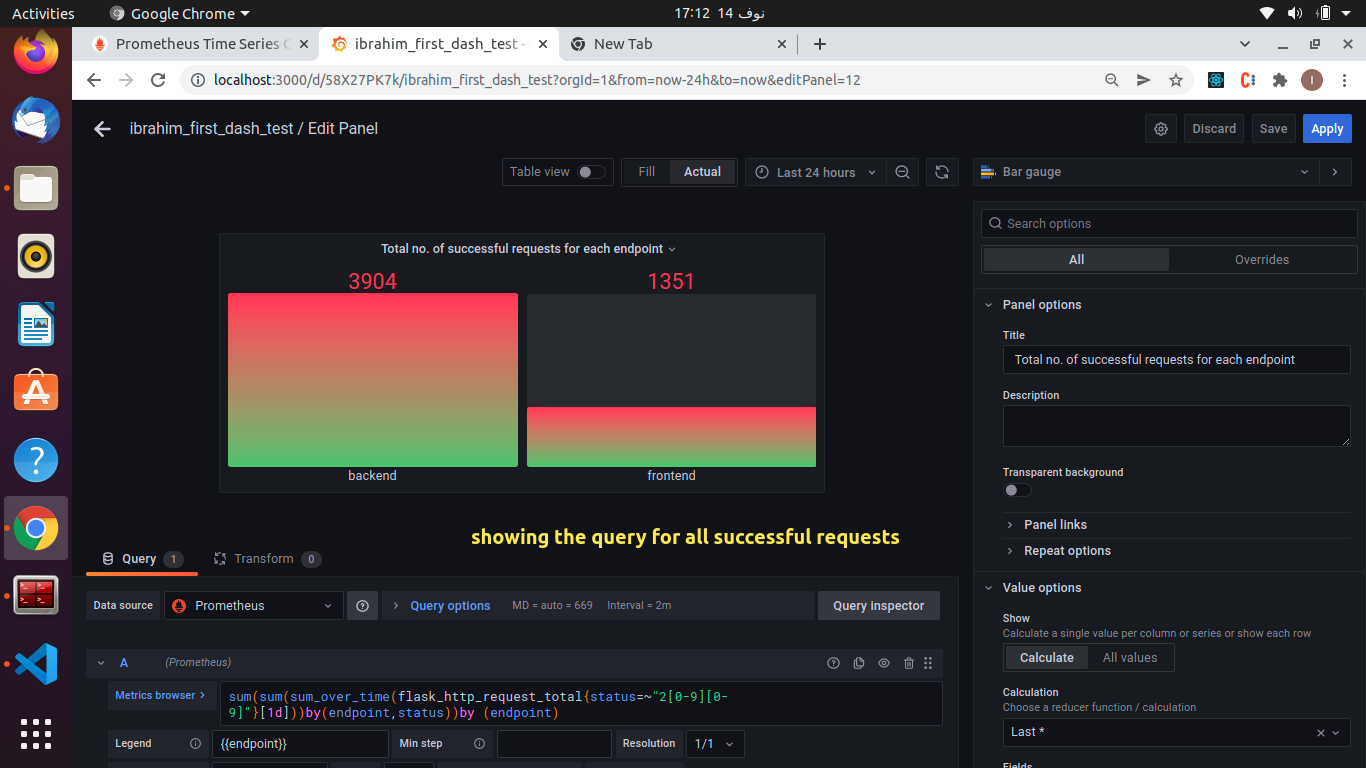 Activities
Google Chrome
17:12 14 نوف
Prometheus Time Series C
ibrahim_first_dash_test -
New Tab
localhost:3000/d/58X27PK7k/ibrahim_first_dash_test?orgId=1&from=now-24h&to=now&editPanel=12
I
ibrahim_first_dash_test / Edit Panel
Discard
Save
Apply
Table view
Fill
Actual
Last 24 hours
Bar gauge
Search options
All
Overrides
Total no. of successful requests for each endpoint
3904
1351
backend
frontend
showing the query for all successful requests
Query 1
Transform 0
Data source
Prometheus
Query options
MD = auto = 669
Interval = 2m
Query inspector
A
(Prometheus)
Metrics browser >
sum(sum(sum_over_time(flask_http_request_total{status=~"2[0-9][0-
9]"}[1d]))by(endpoint,status))by (endpoint)
Legend
{{endpoint}}
Min step
Resolution
1/1
Panel options
Title
Total no. of successful requests for each endpoint
Description
Transparent background
Panel links
Repeat options
Value options
Show
Calculate a single value per column or series or show each row
Calculate
All values
Calculation
Choose a reducer function / calculation
Last *
Fields